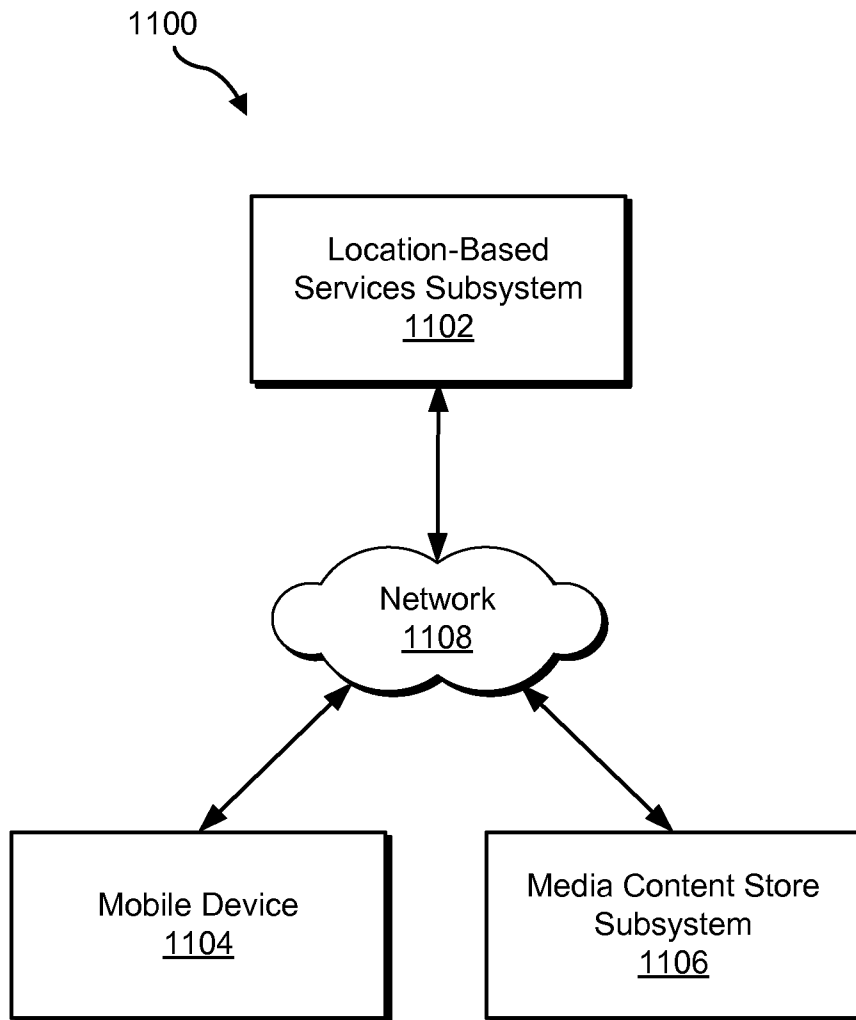 1100
Location-Based
Services Subsystem
1102
Network
1108
Mobile Device
1104
Media Content Store
Subsystem
1106